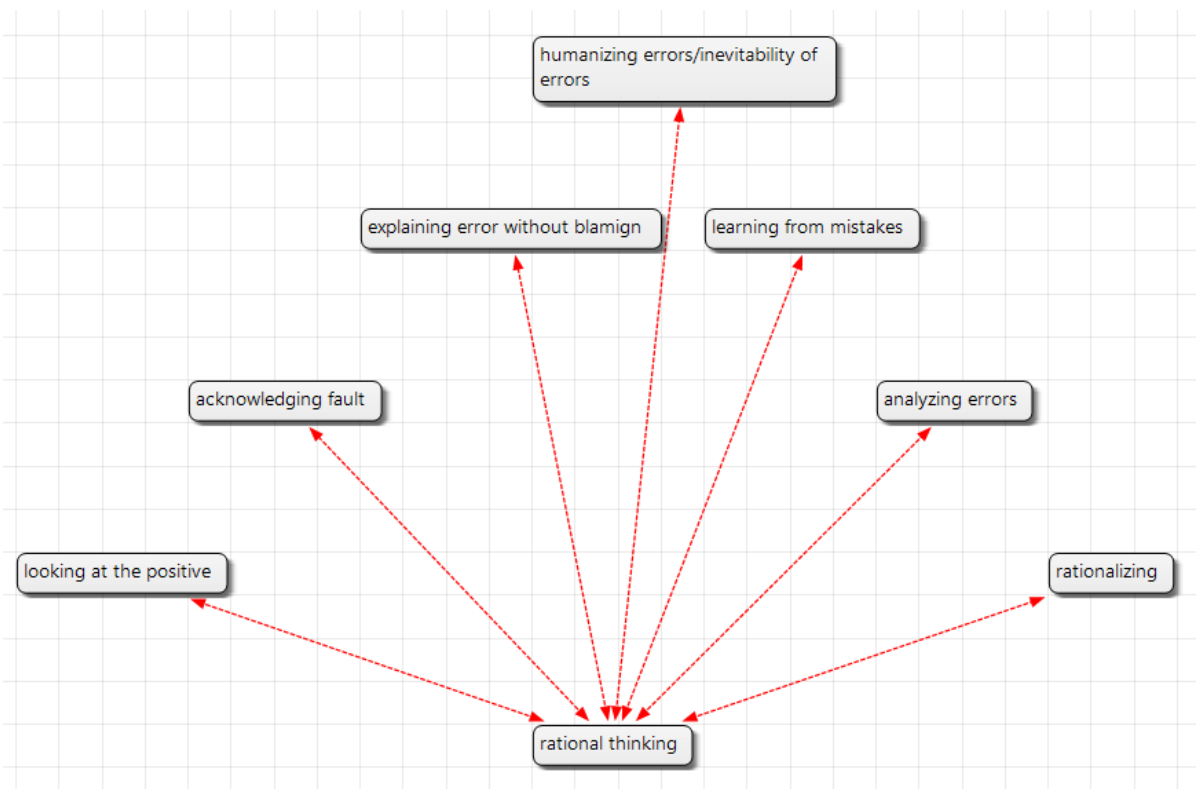 humanizing errors/inevitability of
errors
explaining error without blamign
learning from mistakes
acknowledging fault
analyzing errors
looking at the positive
rationalizing
rational thinking